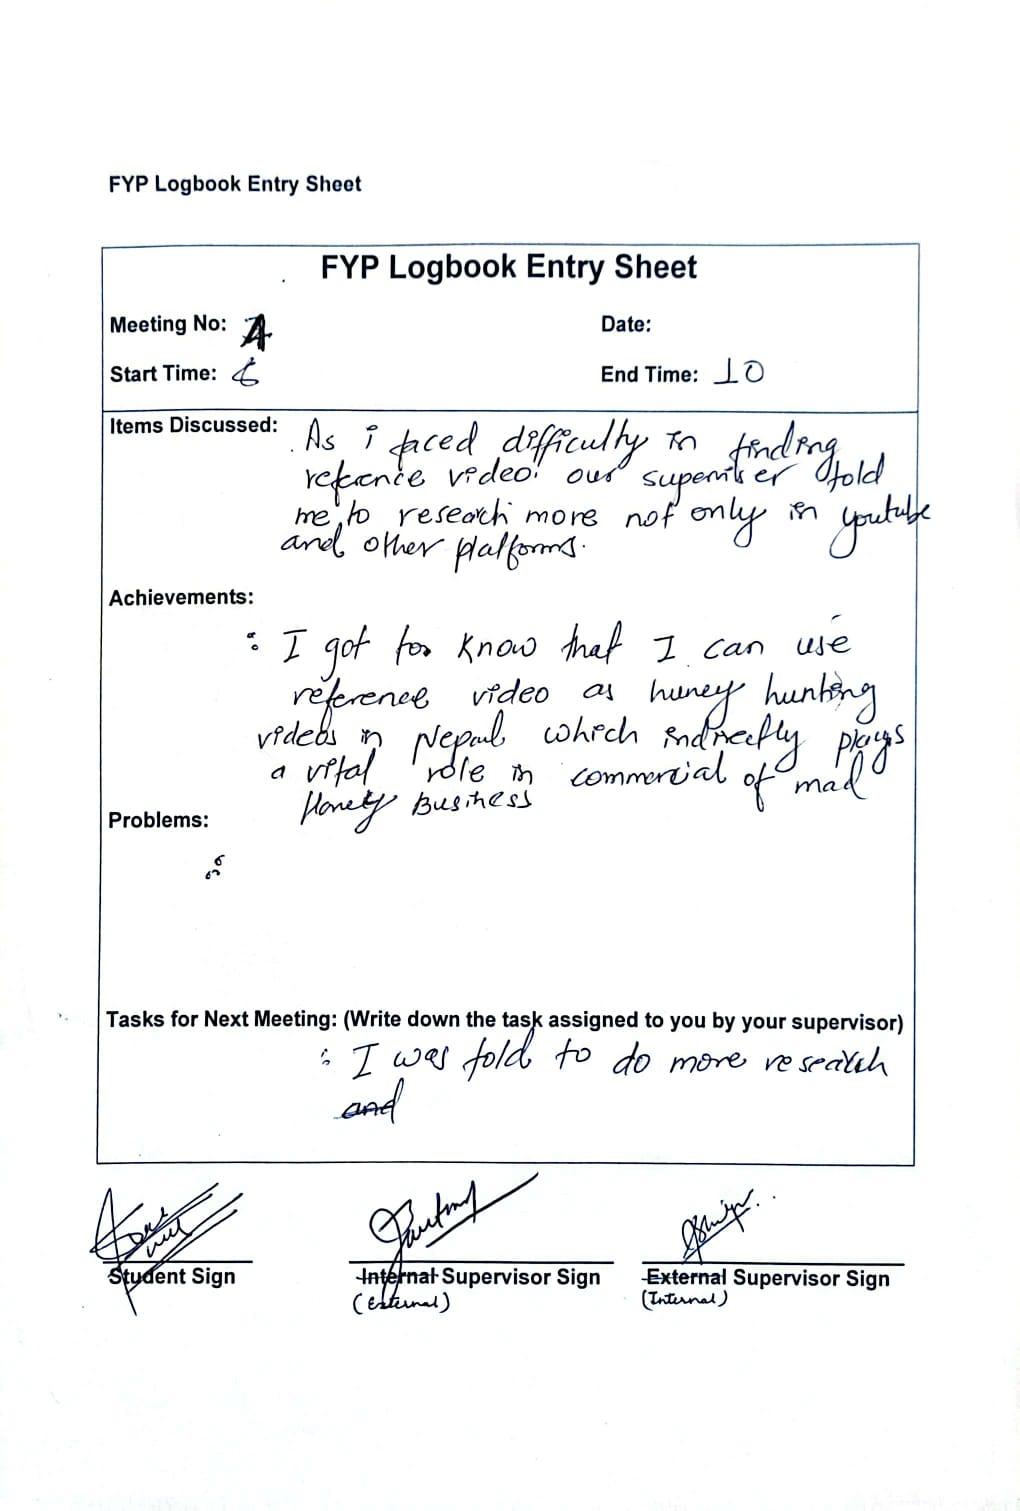 FYP Logbook Entry Sheet
FYP Logbook Entry Sheet
Meeting No: 4
Date:
Start Time: 6
End Time: 10
Items Discussed:
As i faced difficulty in finding
reference video. our superviser told
me to research more not only in youtube
and other platforms.
Achievements:
: I got to know that I can use
reference video as huney hunting
videos in Nepal which indirectly plays
a vital role in commercial of mad
Honey Business
Problems:
:
Tasks for Next Meeting: (Write down the task assigned to you by your supervisor)
: I was told to do more research
and
Student Sign
Internal Supervisor Sign
(External)
External Supervisor Sign
(Internal)